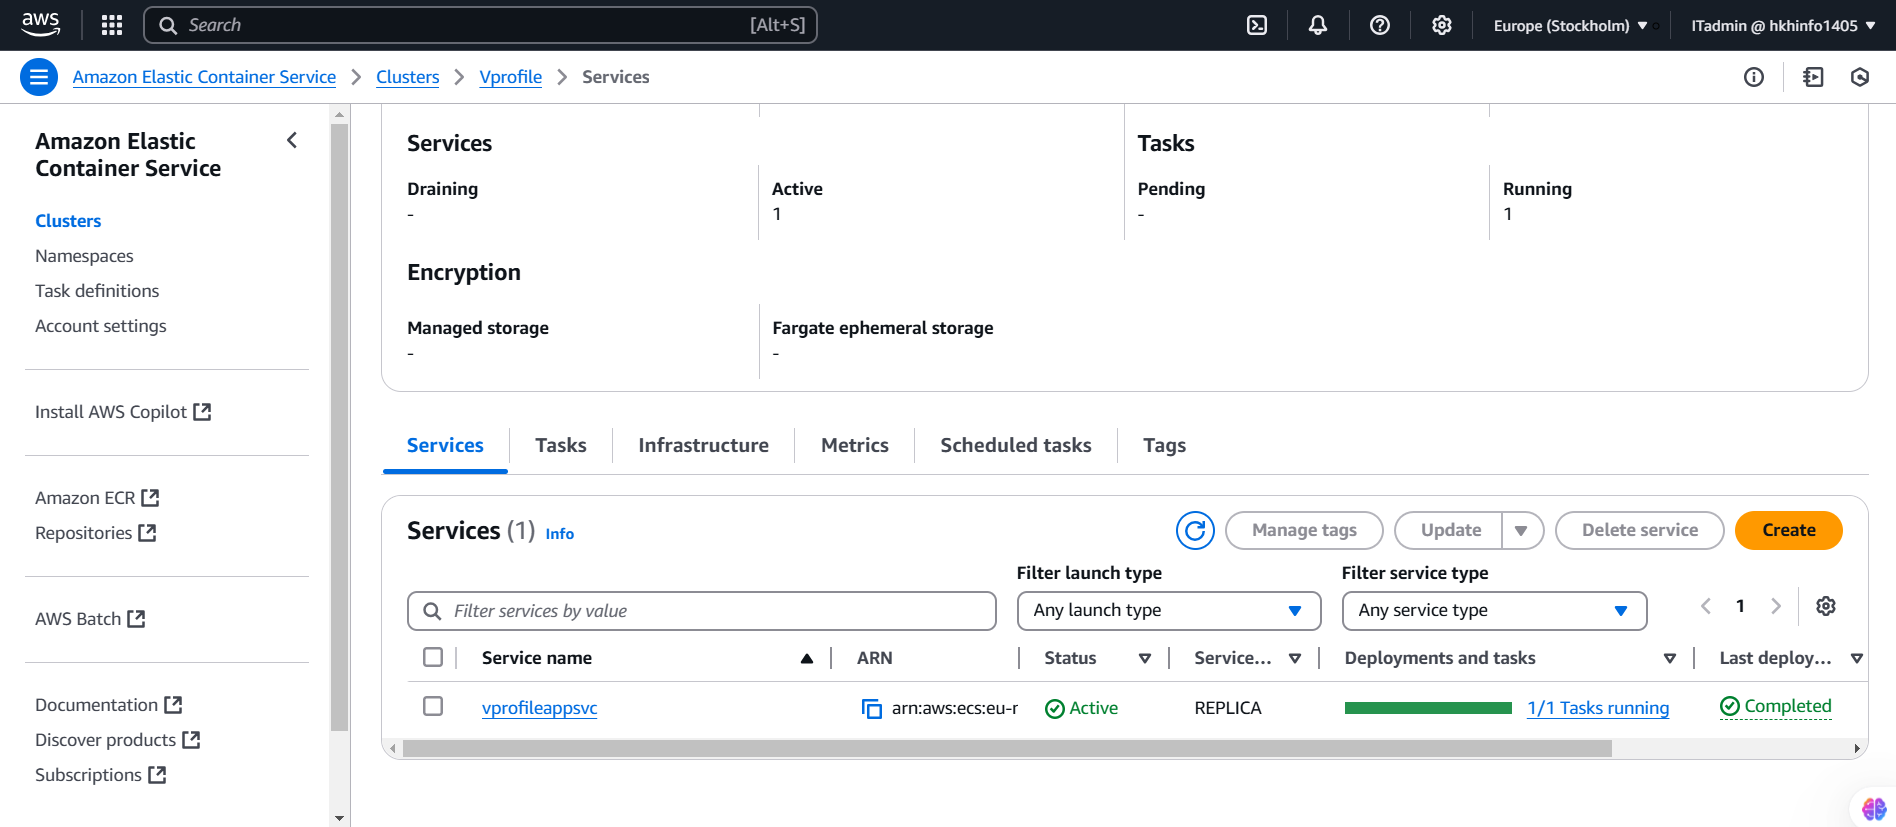 aws
Search [Alt+S]
Europe (Stockholm)
ITadmin @ hkhinfo1405
Amazon Elastic Container Service
Clusters
Vprofile
Services
Amazon Elastic
Container Service
Clusters
Namespaces
Task definitions
Account settings
Install AWS Copilot
Amazon ECR
Repositories
AWS Batch
Documentation
Discover products
Subscriptions
Services
Tasks
Draining
-
Active
1
Pending
-
Running
1
Encryption
Managed storage
-
Fargate ephemeral storage
-
Services
Tasks
Infrastructure
Metrics
Scheduled tasks
Tags
Services (1) Info
Manage tags
Update
Delete service
Create
Filter services by value
Filter launch type
Any launch type
Filter service type
Any service type
1
Service name
ARN
Status
Service...
Deployments and tasks
Last deploy...
vprofileappsvc
arn:aws:ecs:eu-r
Active
REPLICA
1/1 Tasks running
Completed